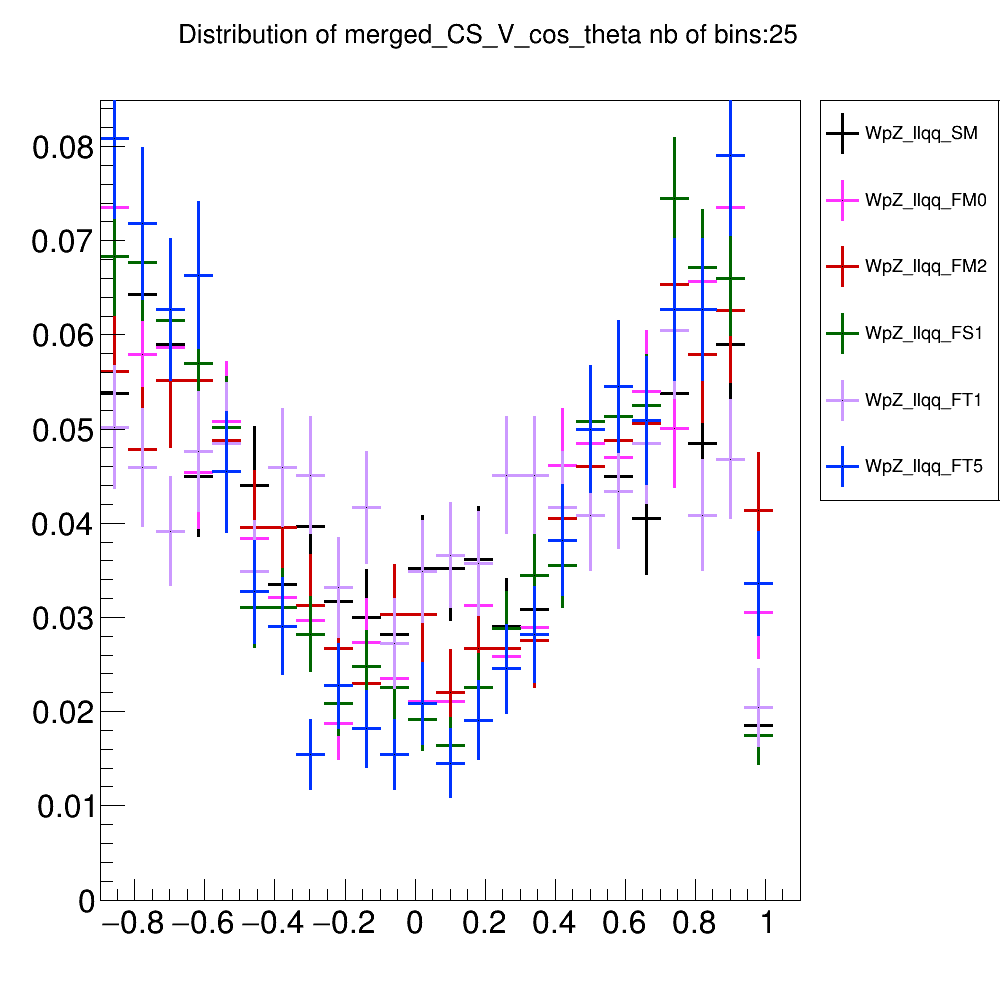 Distribution of merged_CS_V_cos_theta nb of bins:25
WpZ_llqq_SM
WpZ_llqq_FM0
WpZ_llqq_FM2
WpZ_llqq_FS1
WpZ_llqq_FT1
WpZ_llqq_FT5
0.08
0.07
0.06
0.05
0.04
0.03
0.02
0.01
0
−0.8 −0.6 −0.4 −0.2 0 0.2 0.4 0.6 0.8 1